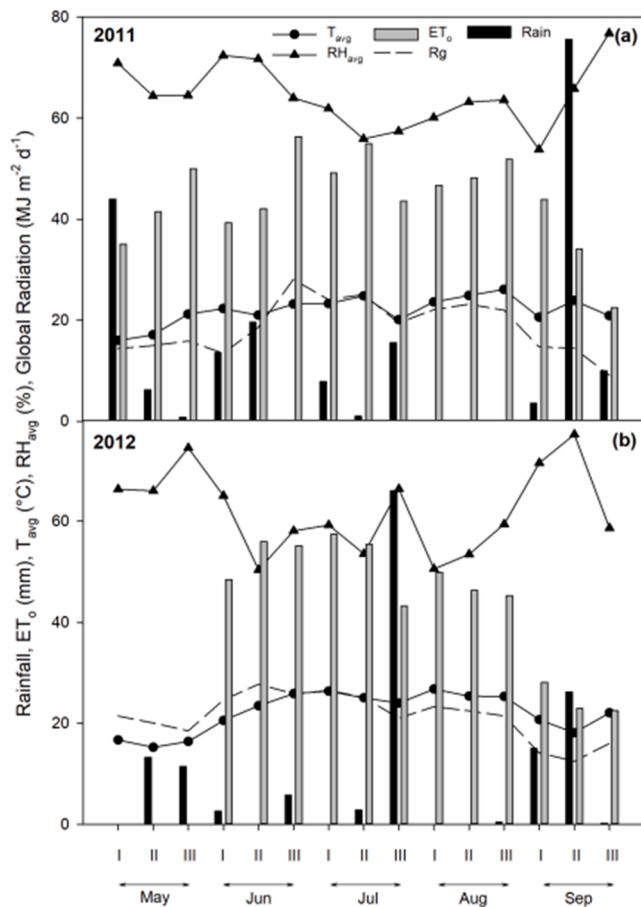 80
2011
(a)
Tavg
ETo
Rain
RHavg
Rg
60
40
20
0
2012
(b)
60
40
20
0
Rainfall, ETo (mm), Tavg (°C), RHavg (%), Global Radiation (MJ m-2 d-1)
I II III I II III I II III I II III I II III
May Jun Jul Aug Sep